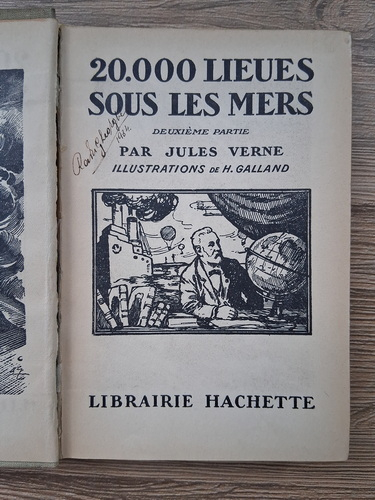 20.000 LIEUES
SOUS LES MERS
DEUXIÈME PARTIE
PAR JULES VERNE
ILLUSTRATIONS DE H. GALLAND
LIBRAIRIE HACHETTE